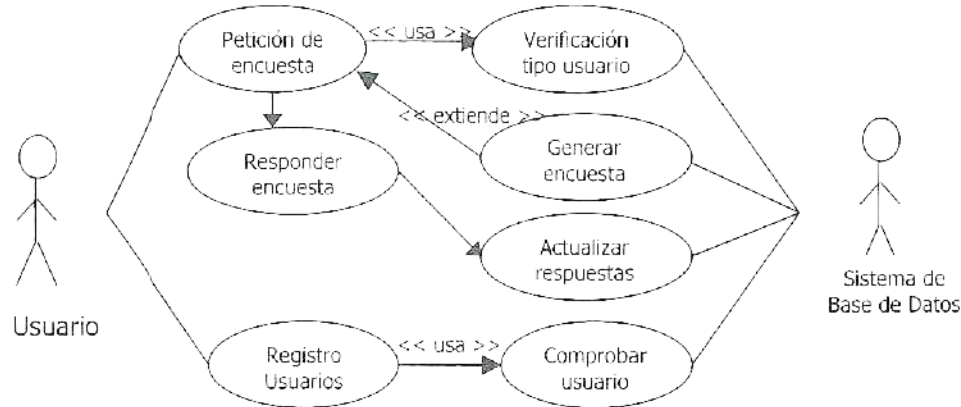 Petición de
encuesta
<< usa >>
Verificación
tipo usuario
<< extiende >>
Responder
encuesta
Generar
encuesta
Actualizar
respuestas
Usuario
Sistema de
Base de Datos
Registro
Usuarios
<< usa >>
Comprobar
usuario